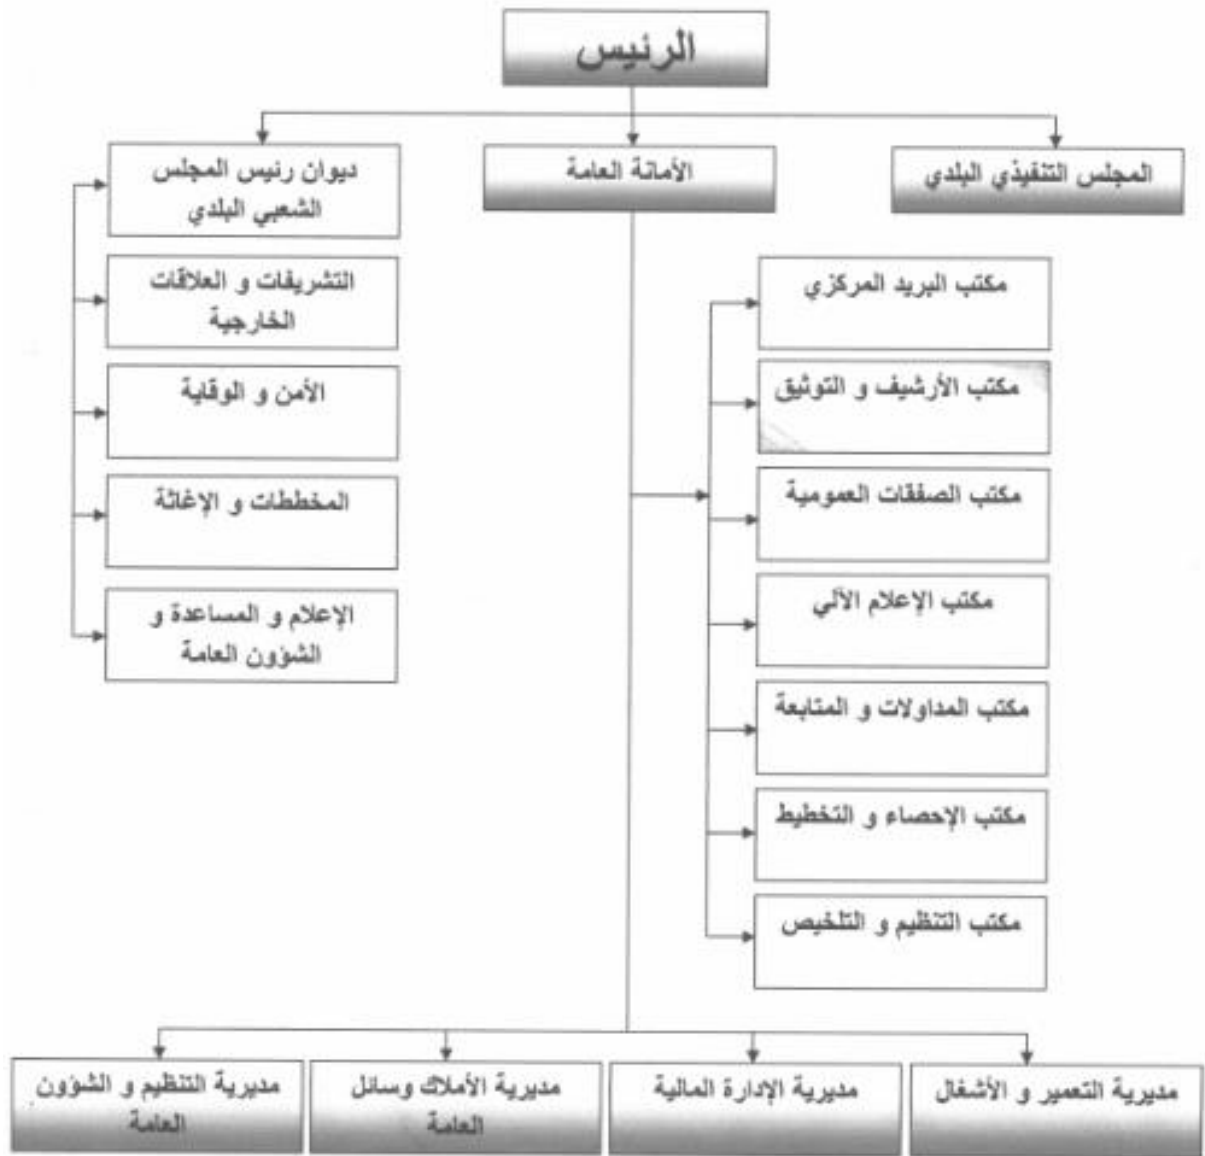 الرئيس
المجلس التنفيذي البلدي
الأمانة العامة
ديوان رئيس المجلس
الشعبي البلدي
التشريفات و العلاقات
الخارجية
الأمن و الوقاية
المخططات و الإغاثة
الإعلام و المساعدة و
الشؤون العامة
مكتب البريد المركزي
مكتب الأرشيف و التوثيق
مكتب الصفقات العمومية
مكتب الإعلام الآلي
مكتب المداولات و المتابعة
مكتب الإحصاء و التخطيط
مكتب التنظيم و التلخيص
مديرية التعمير و الأشغال
مديرية الإدارة المالية
مديرية الأملاك وسائل
العامة
مديرية التنظيم و الشؤون
العامة